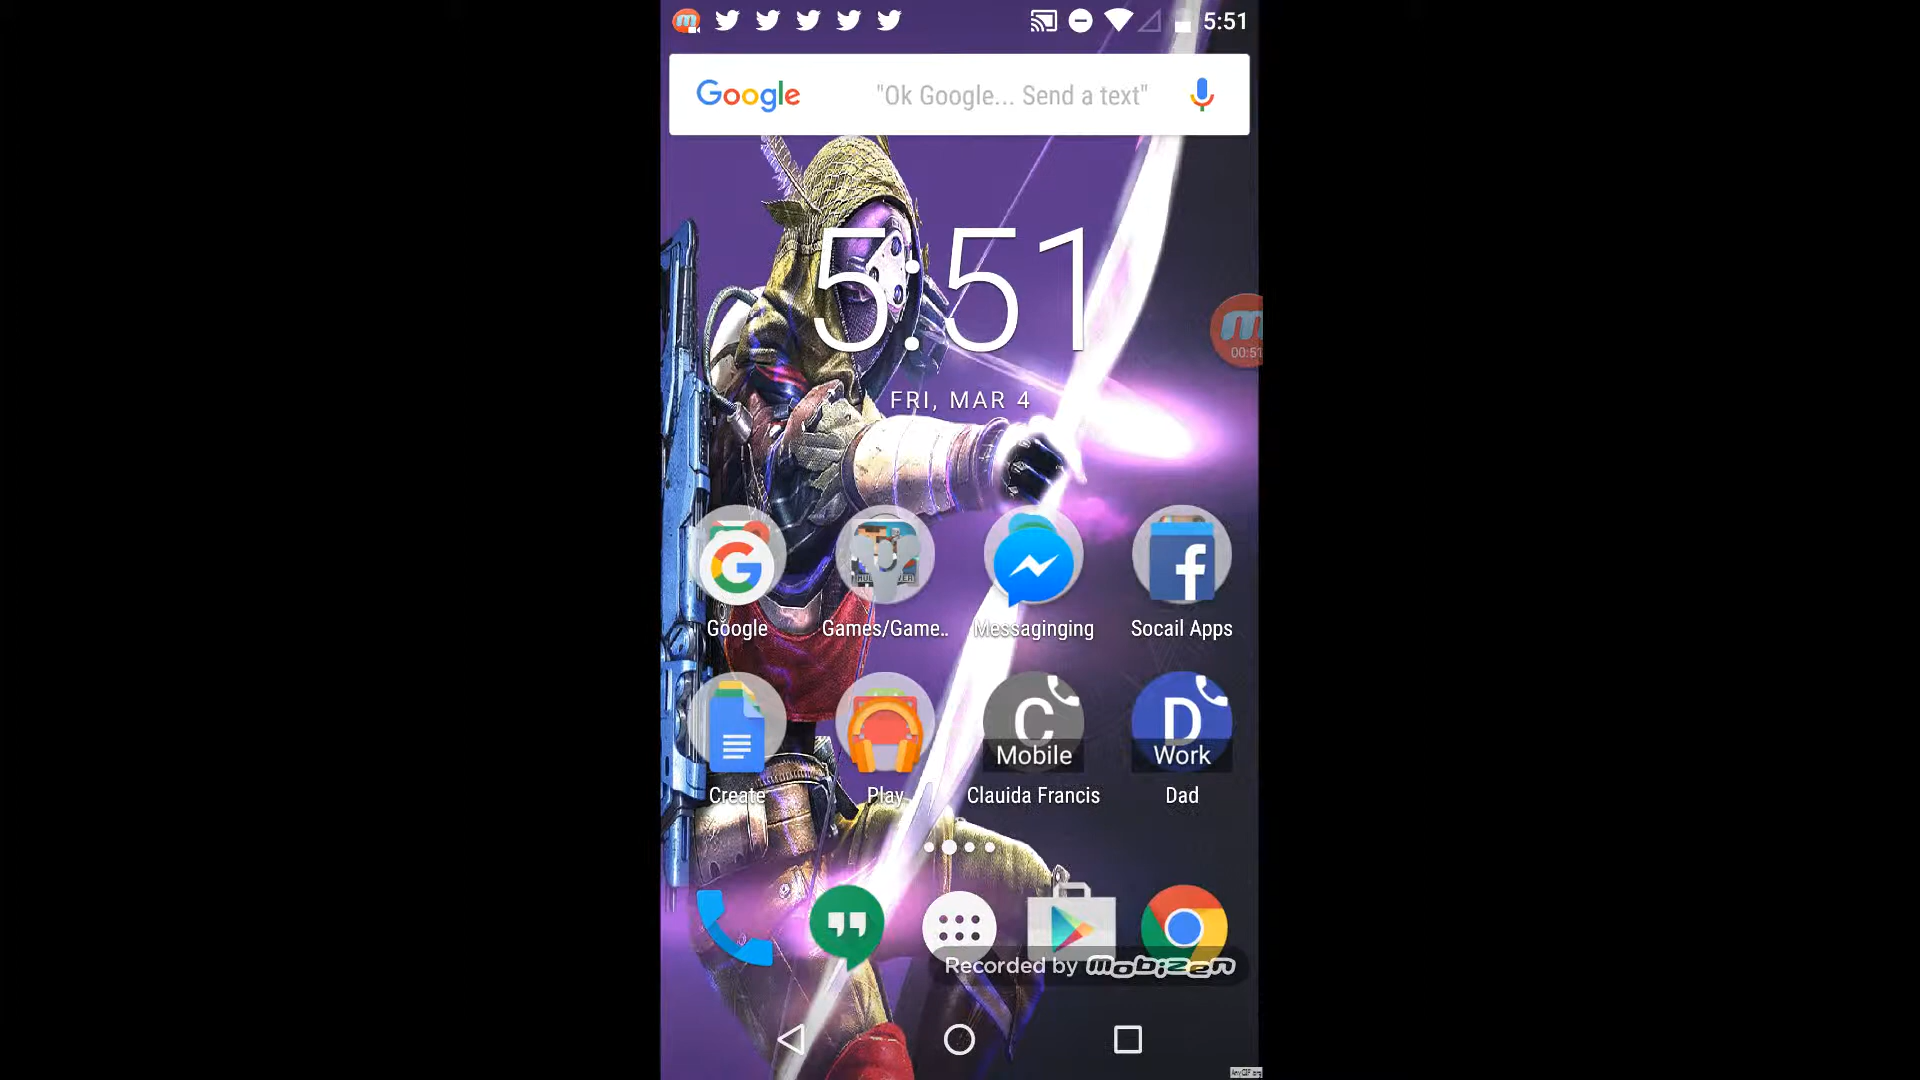 5:51
Google "Ok Google... Send a text"
5:51
FRI, MAR 4
00:51
Google Games/Game.. Messaginging Socail Apps
C D
Mobile Work
Create Play Clauida Francis Dad
Recorded by mobizen